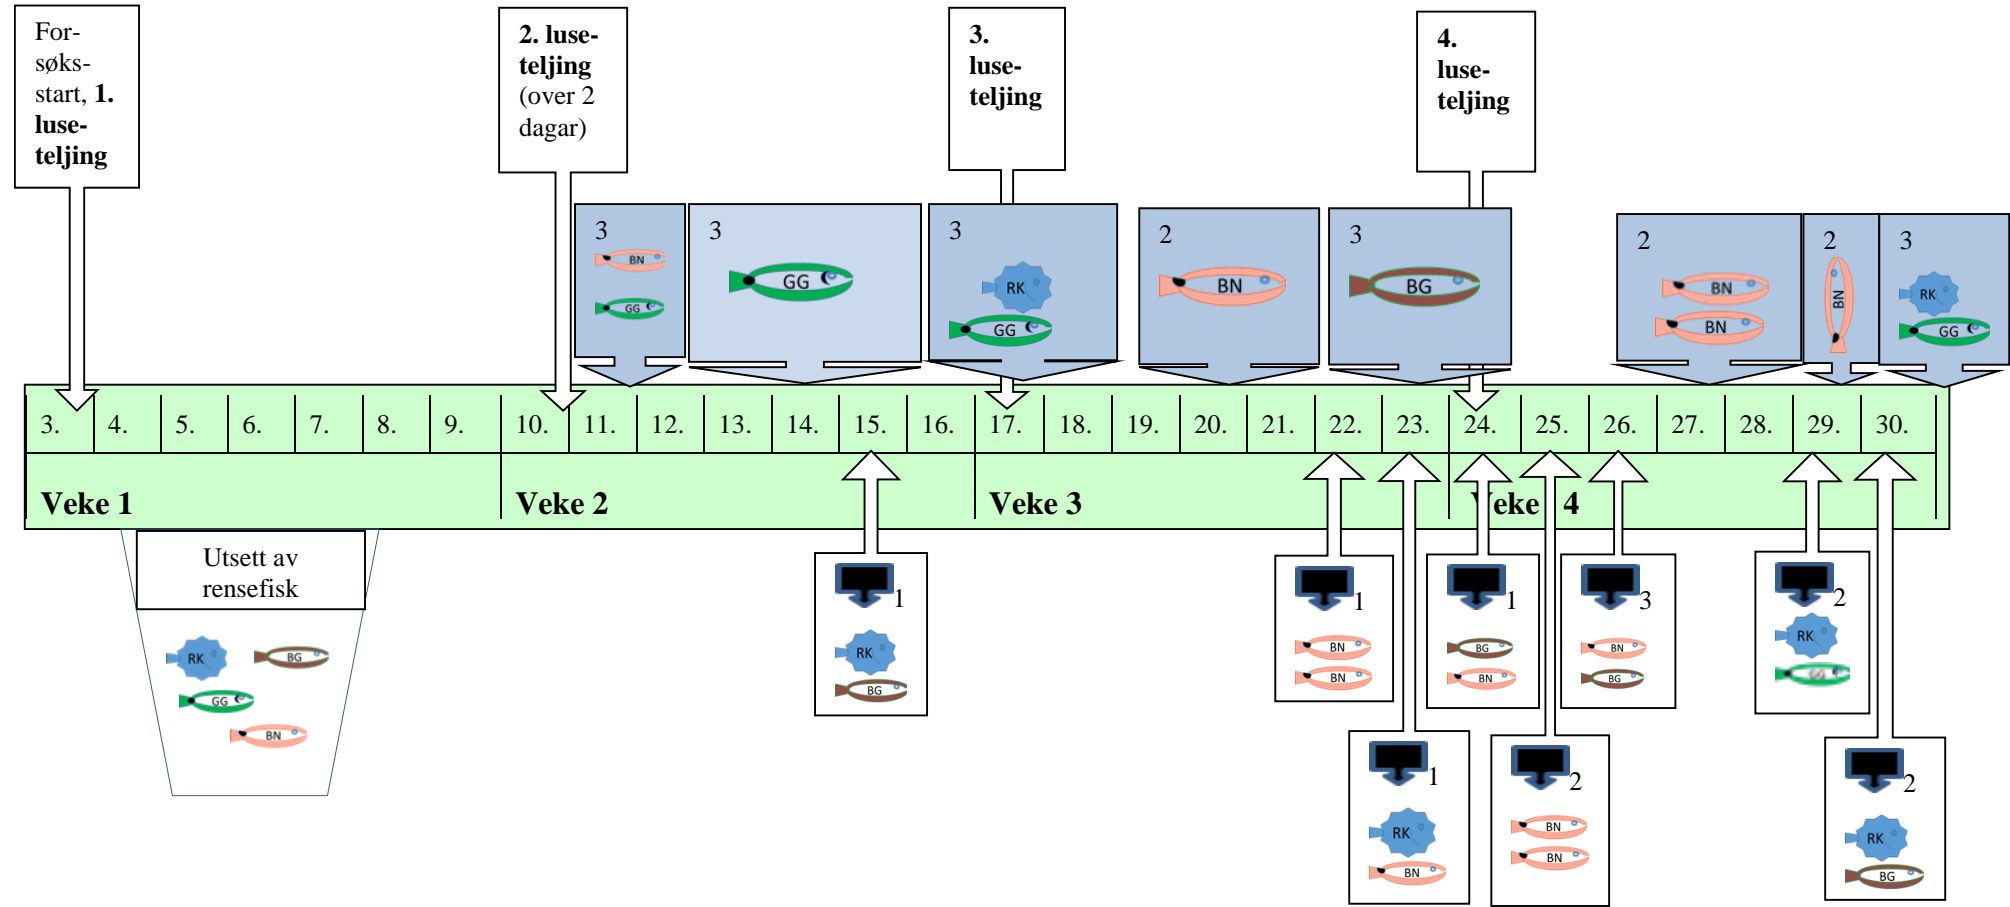 For-
søks-
start, 1.
luse-
teljing
2. luse-
teljing
(over 2
dagar)
3.
luse-
teljing
4.
luse-
teljing
3
BN
GG
3
GG
3
RK
GG
2
BN
3
BG
2
BN
BN
2
BN
3
RK
GG
3. 4. 5. 6. 7. 8. 9. 10. 11. 12. 13. 14. 15. 16. 17. 18. 19. 20. 21. 22. 23. 24. 25. 26. 27. 28. 29. 30.
Veke 1 Veke 2 Veke 3 Veke 4
Utsett av
rensefisk
RK
BG
GG
BN
1
RK
BG
1
BN
BN
1
RK
BN
1
BG
BN
2
BN
BN
3
BN
BG
2
RK
GG
2
RK
BG